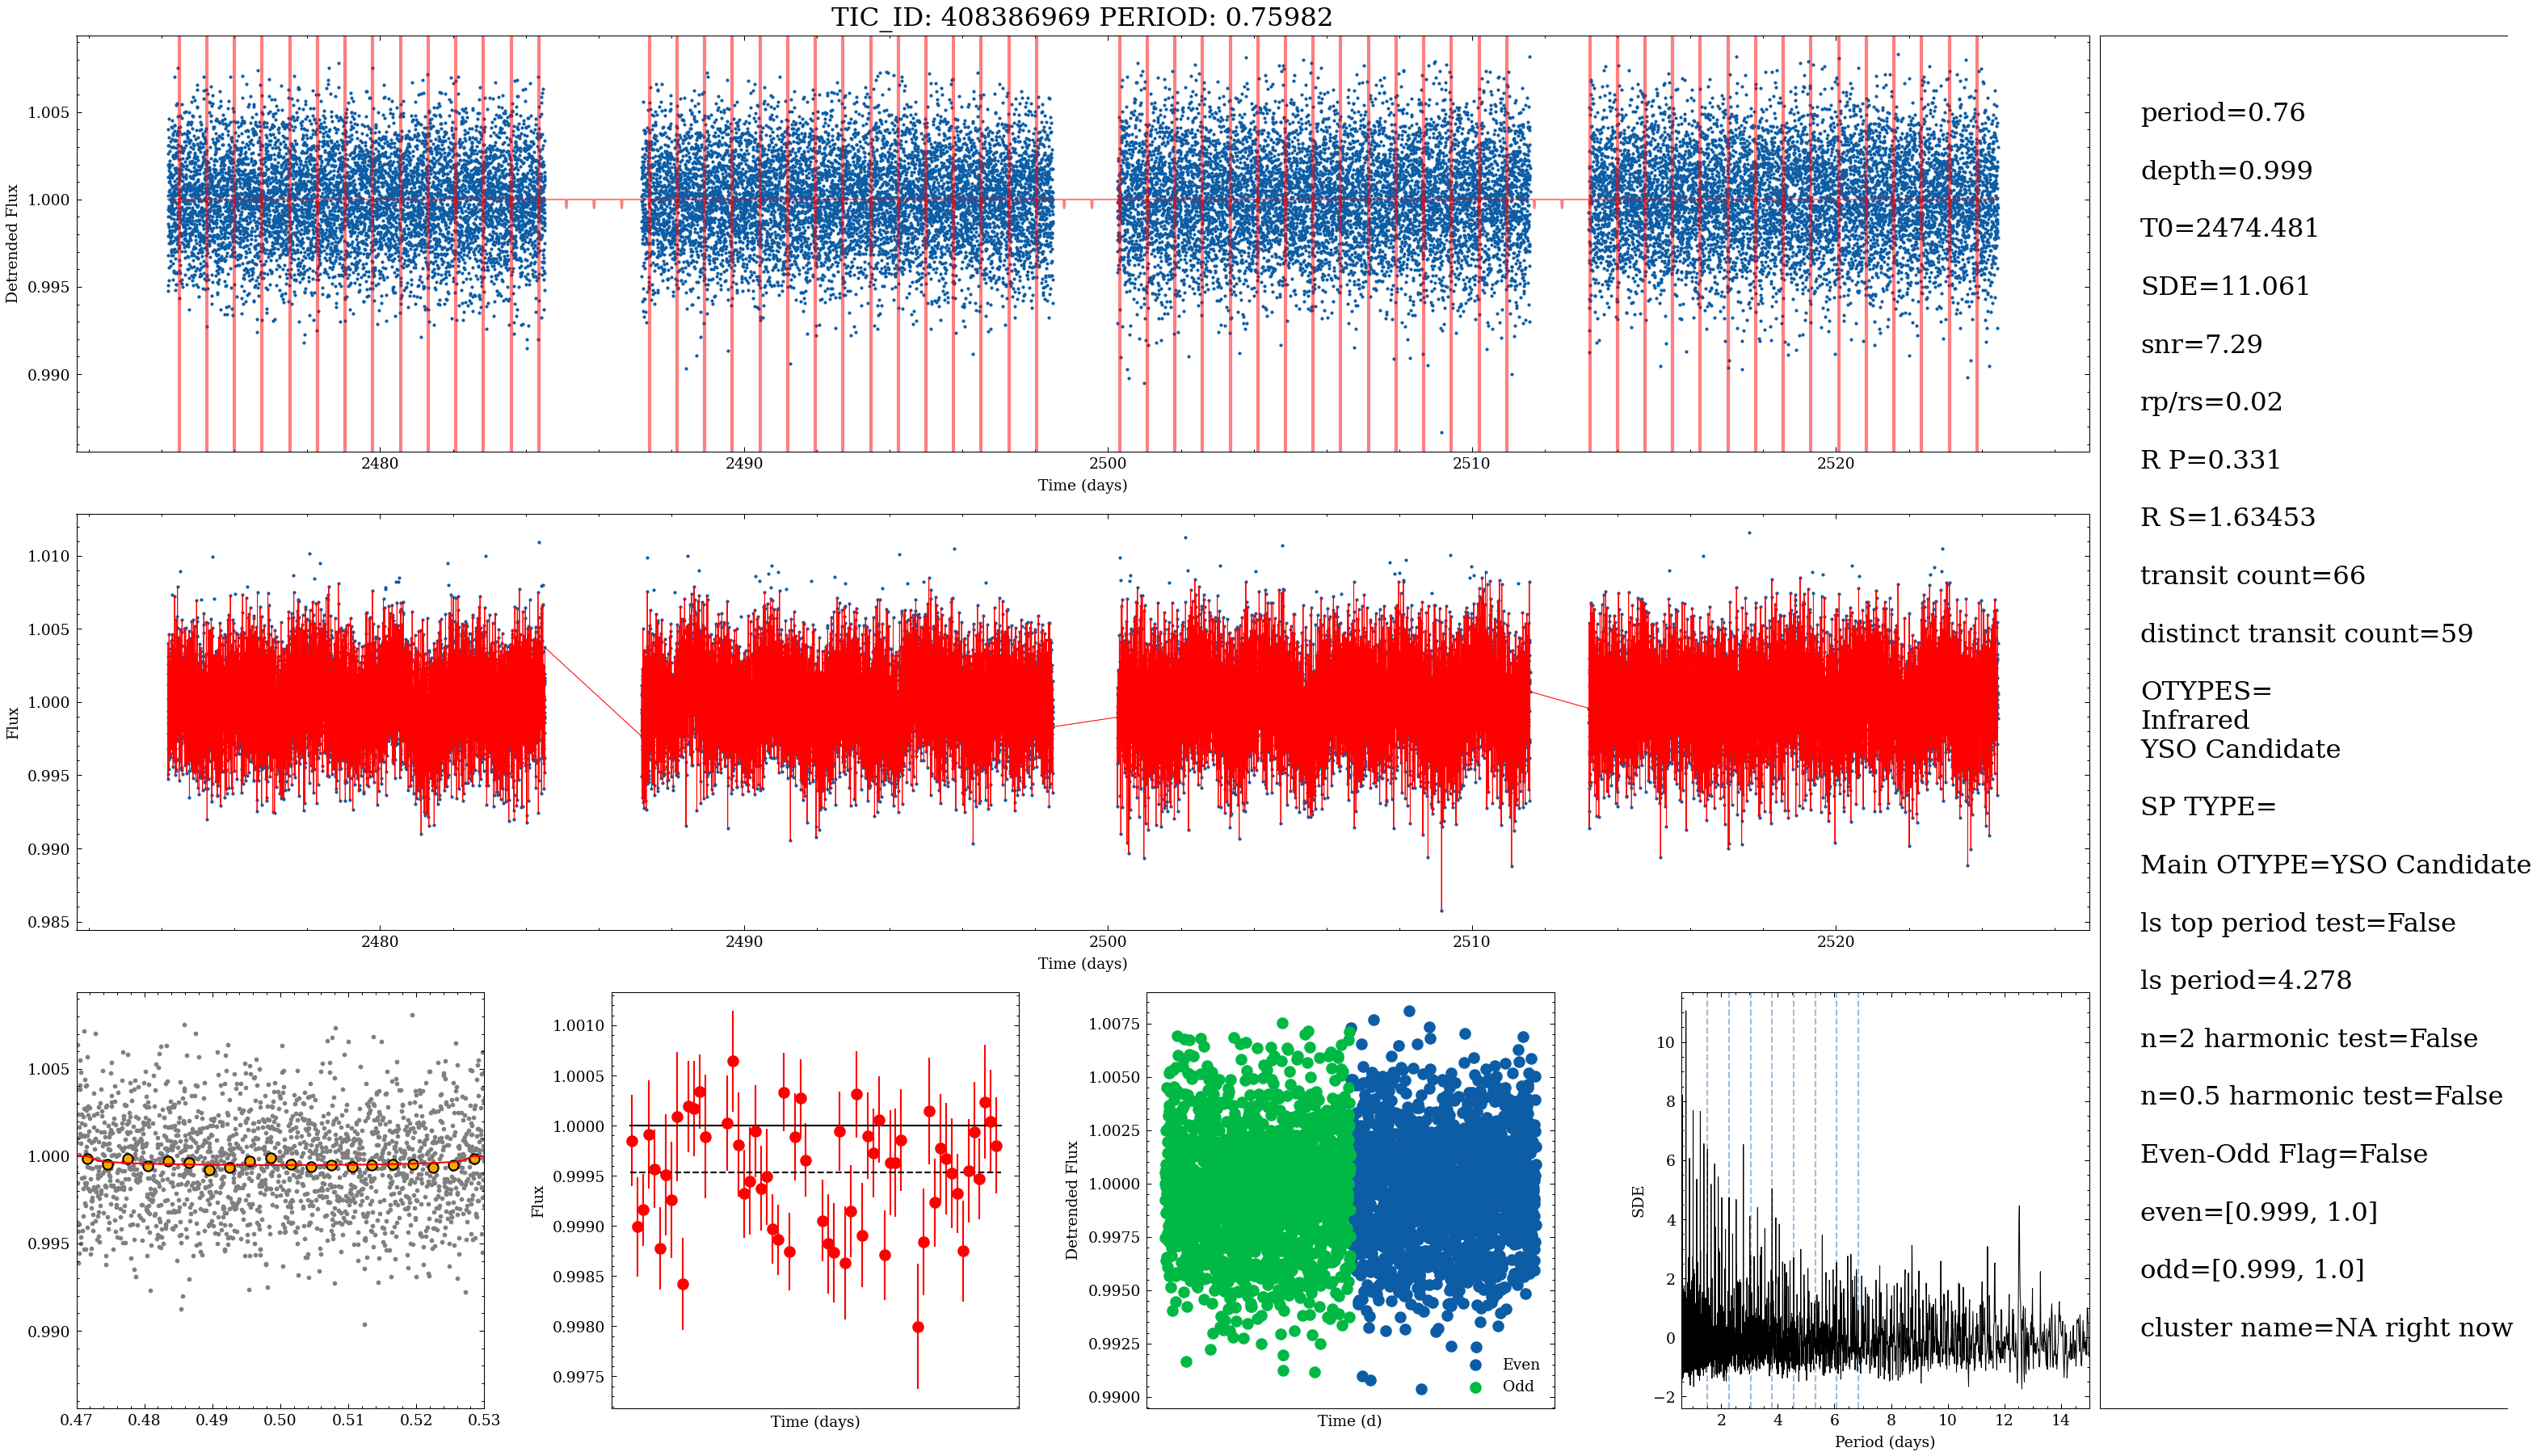 TIC_ID: 408386969 PERIOD: 0.75982
1.005
1.000
0.995
0.990
Detrended Flux
2480
2490
2500
2510
2520
Time (days)
1.010
1.005
1.000
0.995
0.990
0.985
Flux
2480
2490
2500
2510
2520
Time (days)
1.005
1.000
0.995
0.990
0.47
0.48
0.49
0.50
0.51
0.52
0.53
1.0010
1.0005
1.0000
0.9995
0.9990
0.9985
0.9980
0.9975
Flux
Time (days)
1.0075
1.0050
1.0025
1.0000
0.9975
0.9950
0.9925
0.9900
Detrended Flux
Even
Odd
Time (d)
10
8
6
4
2
0
−2
SDE
2
4
6
8
10
12
14
Period (days)
period=0.76
depth=0.999
T0=2474.481
SDE=11.061
snr=7.29
rp/rs=0.02
R P=0.331
R S=1.63453
transit count=66
distinct transit count=59
OTYPES=
Infrared
YSO Candidate
SP TYPE=
Main OTYPE=YSO Candidate
ls top period test=False
ls period=4.278
n=2 harmonic test=False
n=0.5 harmonic test=False
Even-Odd Flag=False
even=[0.999, 1.0]
odd=[0.999, 1.0]
cluster name=NA right now